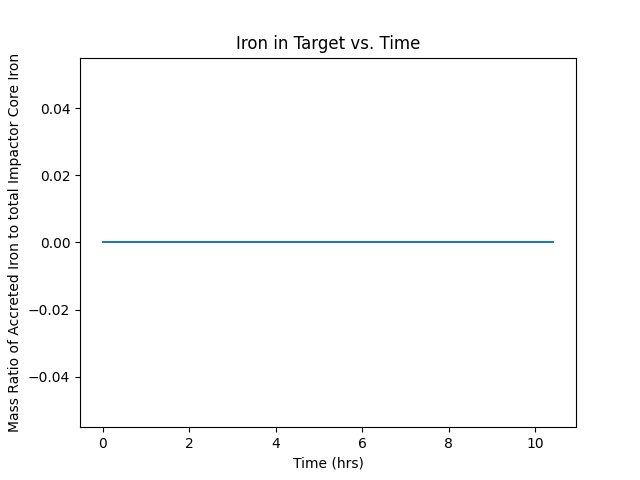 Iron in Target vs. Time
Mass Ratio of Accreted Iron to total Impactor Core Iron
0.04
0.02
0.00
−0.02
−0.04
0 2 4 6 8 10
Time (hrs)